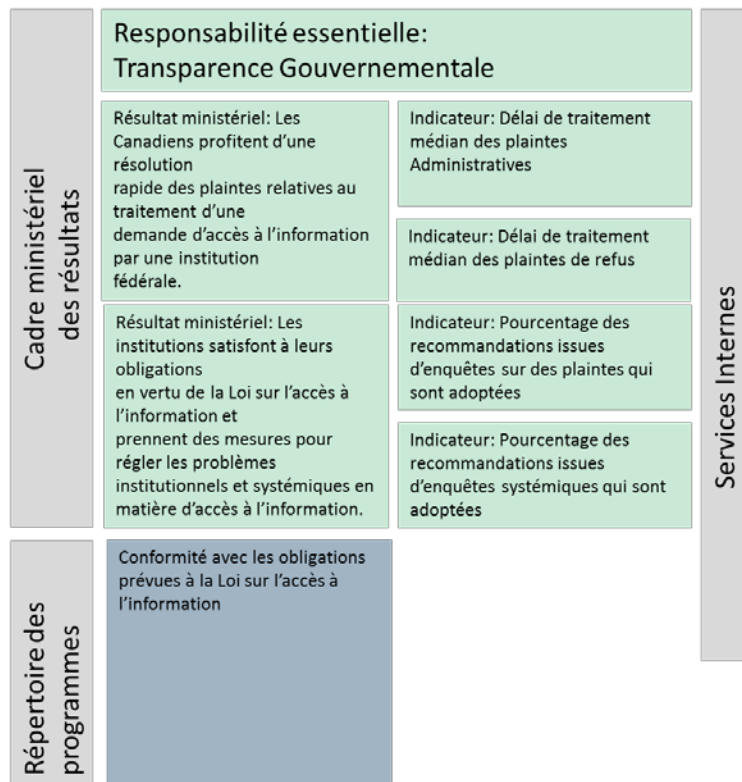 Responsabilité essentielle:
Transparence Gouvernementale
Cadre ministériel
des résultats
Résultat ministériel: Les
Canadiens profitent d'une
résolution
rapide des plaintes relatives au
traitement d'une
demande d'accès à l'information
par une institution
fédérale.
Indicateur: Délai de traitement
médian des plaintes
Administratives
Indicateur: Délai de traitement
médian des plaintes de refus
Résultat ministériel: Les
institutions satisfont à leurs
obligations
en vertu de la Loi sur l'accès à
l'information et
prennent des mesures pour
régler les problèmes
institutionnels et systémiques en
matière d'accès à l'information.
Indicateur: Pourcentage des
recommandations issues
d'enquêtes sur des plaintes qui
sont adoptées
Indicateur: Pourcentage des
recommandations issues
d'enquêtes systémiques qui sont
adoptées
Services Internes
Répertoire des
programmes
Conformité avec les obligations
prévues à la Loi sur l'accès à
l'information